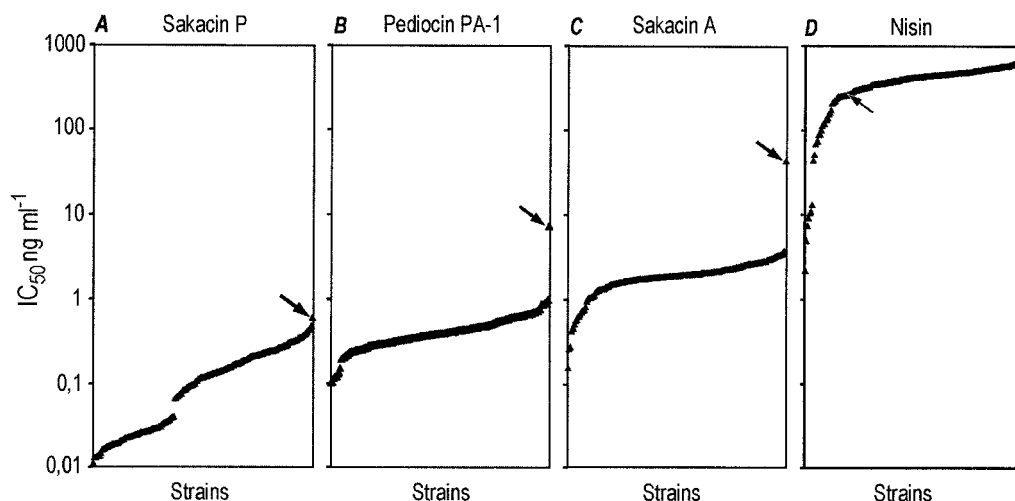 A Sakacin P B Pediocin PA-1 C Sakacin A D Nisin
1000
100
10
1
0,1
0,01
IC50 ng ml-1
Strains Strains Strains Strains